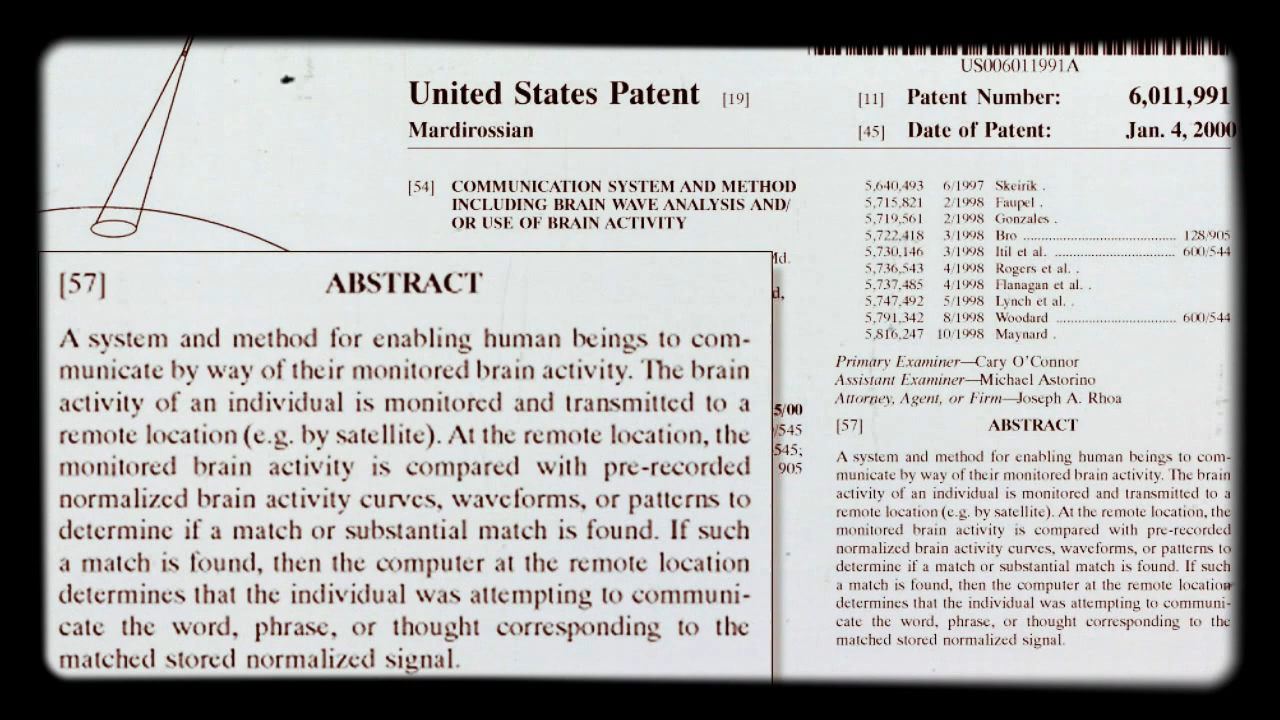 US006011991A
United States Patent [19]
[11] Patent Number: 6,011,991
Mardirossian
[45] Date of Patent: Jan. 4, 2000
[54] COMMUNICATION SYSTEM AND METHOD
INCLUDING BRAIN WAVE ANALYSIS AND/
OR USE OF BRAIN ACTIVITY
Md.
d,
5/00
/545
545;
905
5,640,493 6/1997 Skeirik .
5,715,821 2/1998 Faupel .
5,719,561 2/1998 Gonzales .
5,722,418 3/1998 Bro ........................................ 128/905
5,730,146 3/1998 Itil et al. ................................ 600/544
5,736,543 4/1998 Rogers et al. .
5,737,485 4/1998 Flanagan et al. .
5,747,492 5/1998 Lynch et al. .
5,791,342 8/1998 Woodard ............................... 600/544
5,816,247 10/1998 Maynard .
Primary Examiner—Cary O'Connor
Assistant Examiner—Michael Astorino
Attorney, Agent, or Firm—Joseph A. Rhoa
[57] ABSTRACT
A system and method for enabling human beings to com-
municate by way of their monitored brain activity. The brain
activity of an individual is monitored and transmitted to a
remote location (e.g. by satellite). At the remote location, the
monitored brain activity is compared with pre-recorded
normalized brain activity curves, waveforms, or patterns to
determine if a match or substantial match is found. If such
a match is found, then the computer at the remote location
determines that the individual was attempting to communi-
cate the word, phrase, or thought corresponding to the
matched stored normalized signal.
[57] ABSTRACT
A system and method for enabling human beings to com-
municate by way of their monitored brain activity. The brain
activity of an individual is monitored and transmitted to a
remote location (e.g. by satellite). At the remote location, the
monitored brain activity is compared with pre-recorded
normalized brain activity curves, waveforms, or patterns to
determine if a match or substantial match is found. If such
a match is found, then the computer at the remote location
determines that the individual was attempting to communi-
cate the word, phrase, or thought corresponding to the
matched stored normalized signal.